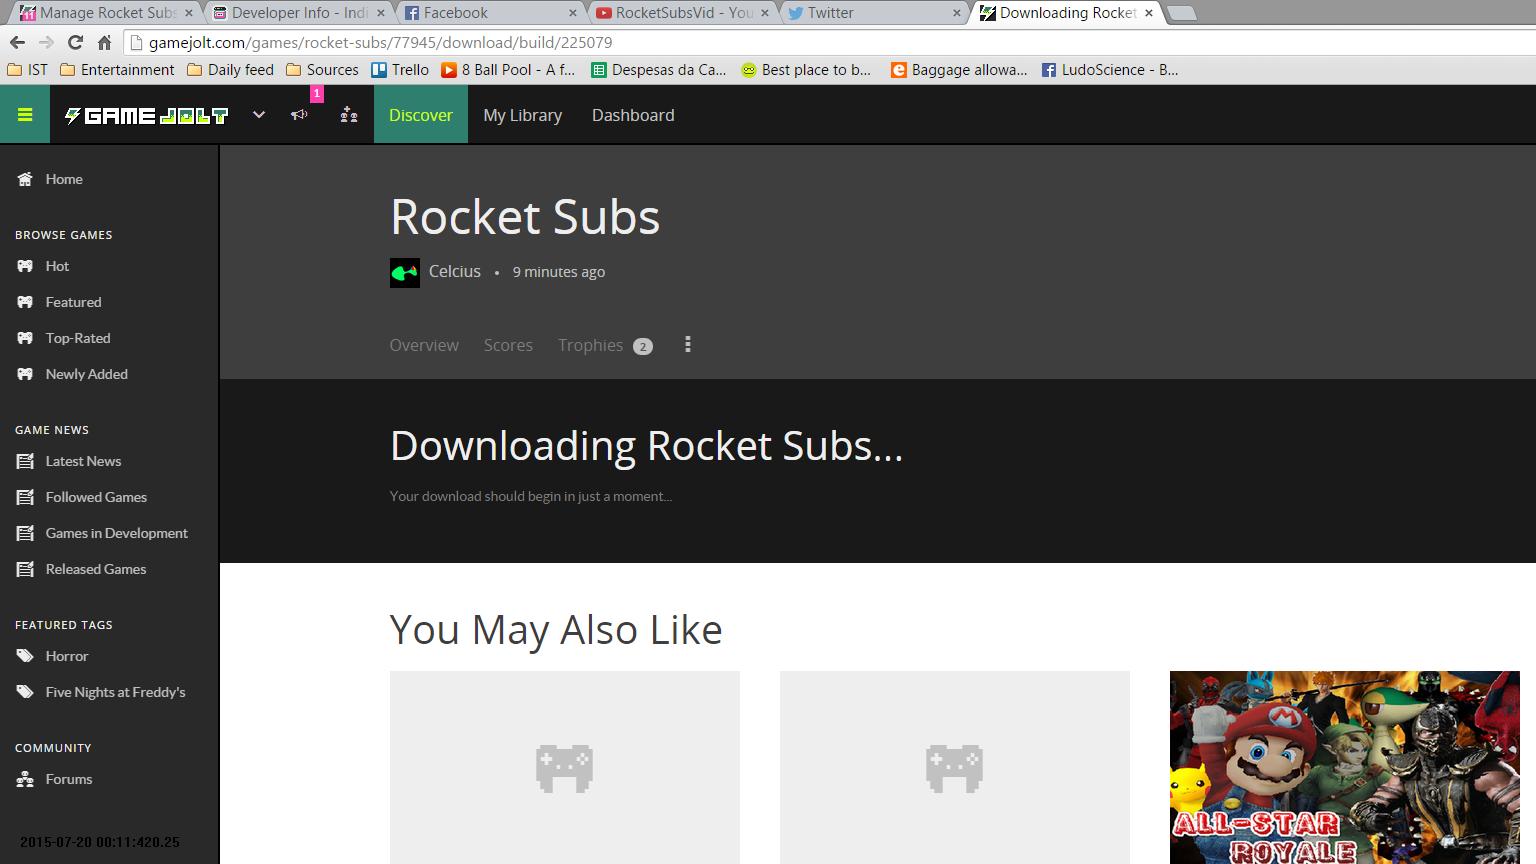 Manage Rocket Subs
Developer Info - Indi
Facebook
RocketSubsVid - You
Twitter
Downloading Rocket
gamejolt.com/games/rocket-subs/77945/download/build/225079
IST
Entertainment
Daily feed
Sources
Trello
8 Ball Pool - A f...
Despesas da Ca...
Best place to b...
Baggage allowa...
LudoScience - B...
GAME JOLT
1
Discover
My Library
Dashboard
Home
BROWSE GAMES
Hot
Featured
Top-Rated
Newly Added
GAME NEWS
Latest News
Followed Games
Games in Development
Released Games
FEATURED TAGS
Horror
Five Nights at Freddy's
COMMUNITY
Forums
2015-07-20 00:11:420.25
Rocket Subs
Celcius • 9 minutes ago
Overview Scores Trophies 2
Downloading Rocket Subs...
Your download should begin in just a moment...
You May Also Like
ALL-STAR
ROYALE